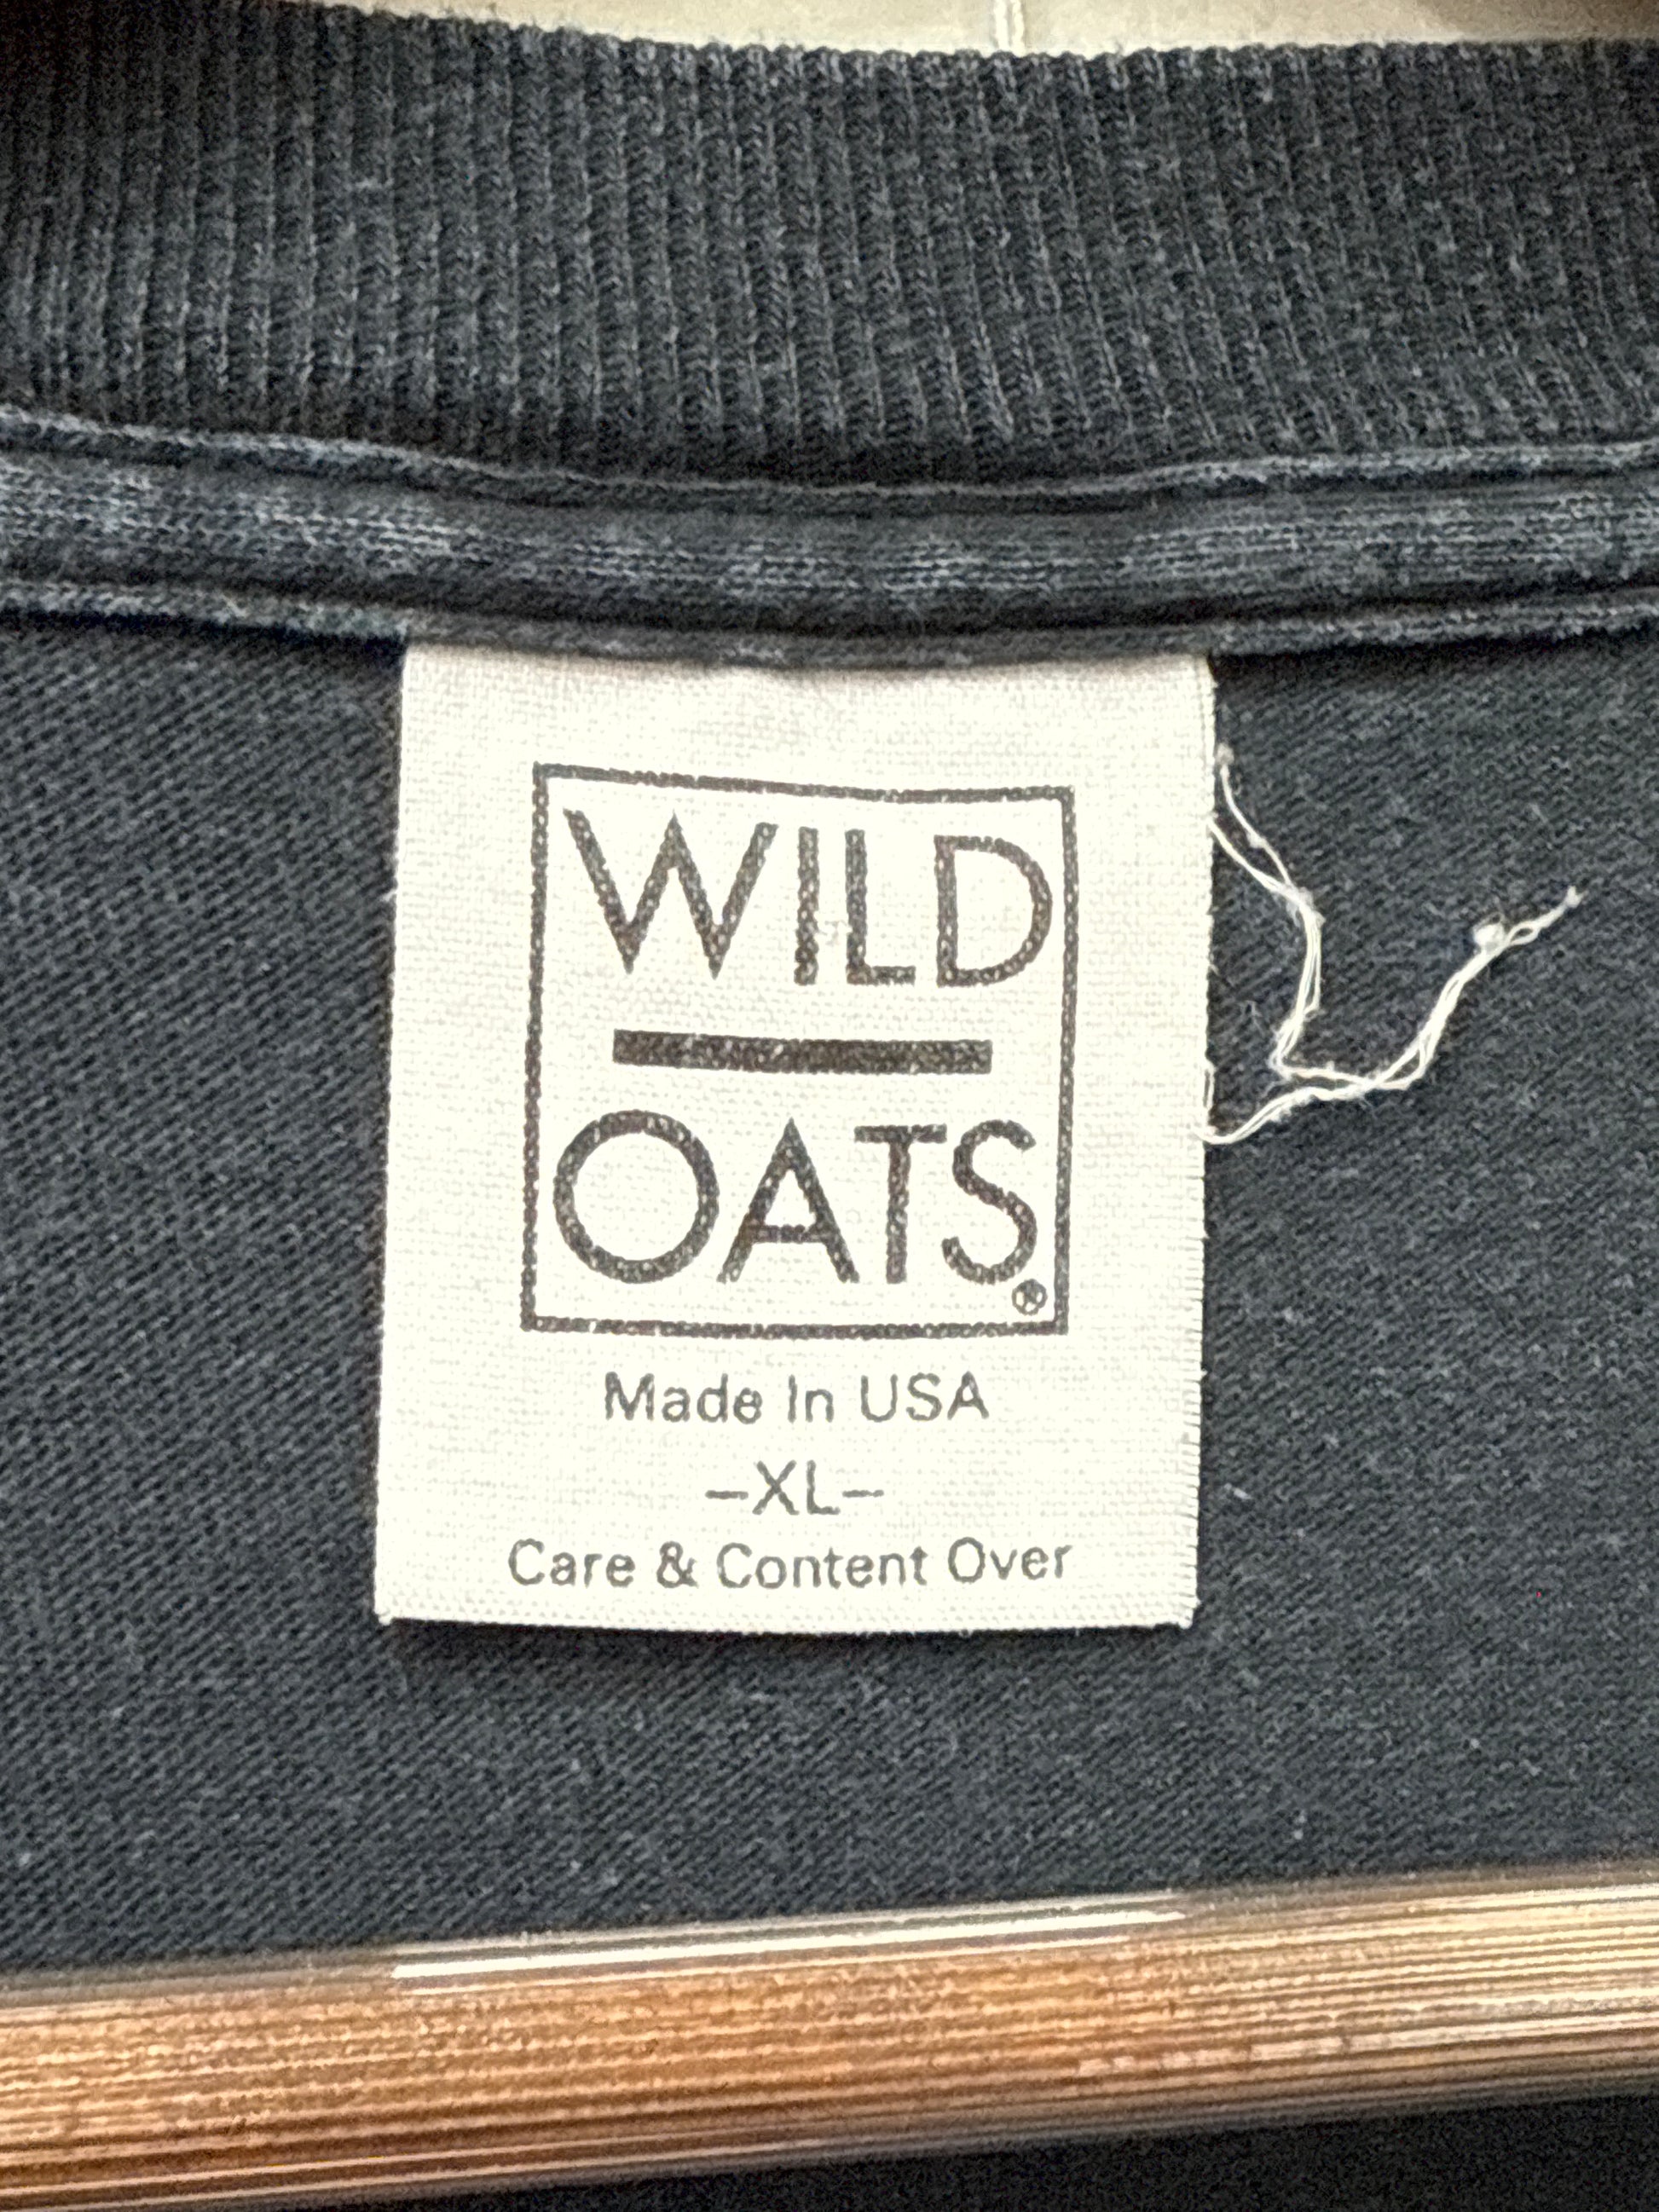 WILD
OATS®
Made In USA
–XL–
Care & Content Over